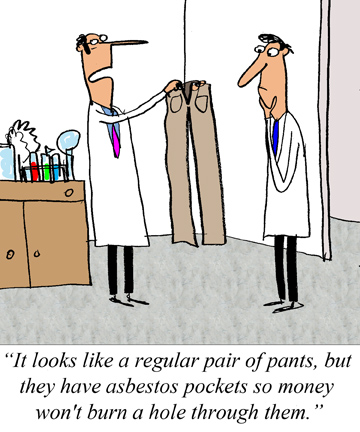 “It looks like a regular pair of pants, but
they have asbestos pockets so money
won't burn a hole through them.”